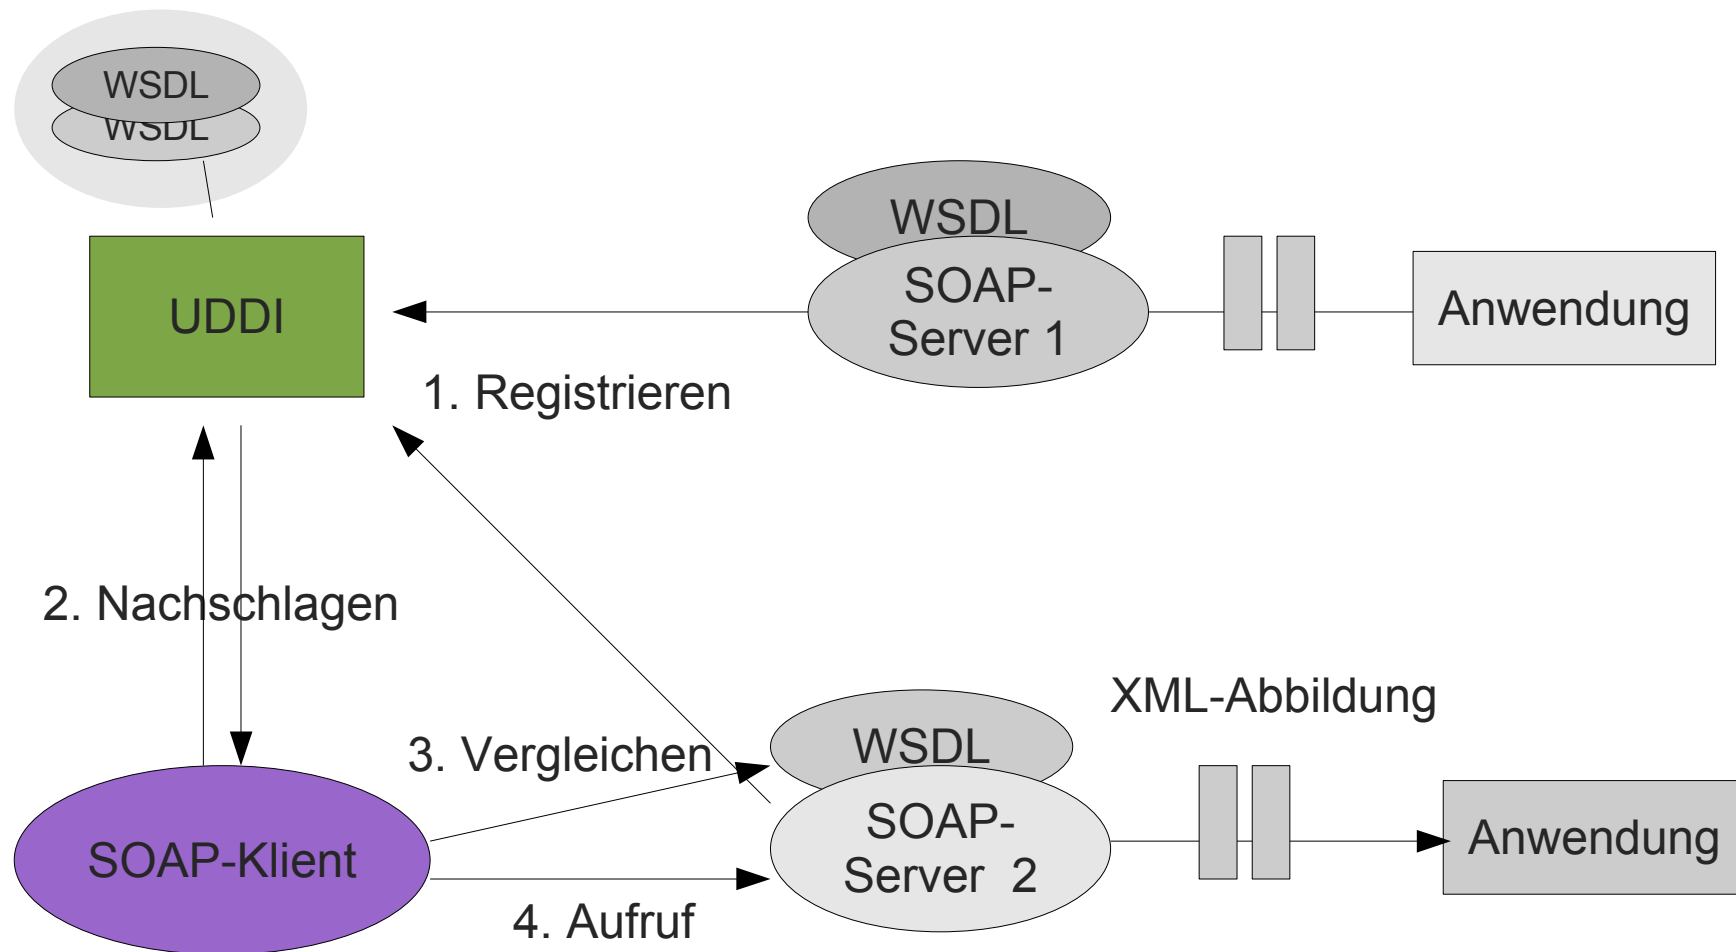 WSDL
WSDL
WSDL
SOAP-
Server 1
UDDI
Anwendung
1. Registrieren
2. Nachschlagen
XML-Abbildung
3. Vergleichen
WSDL
SOAP-
Server 2
Anwendung
SOAP-Klient
4. Aufruf